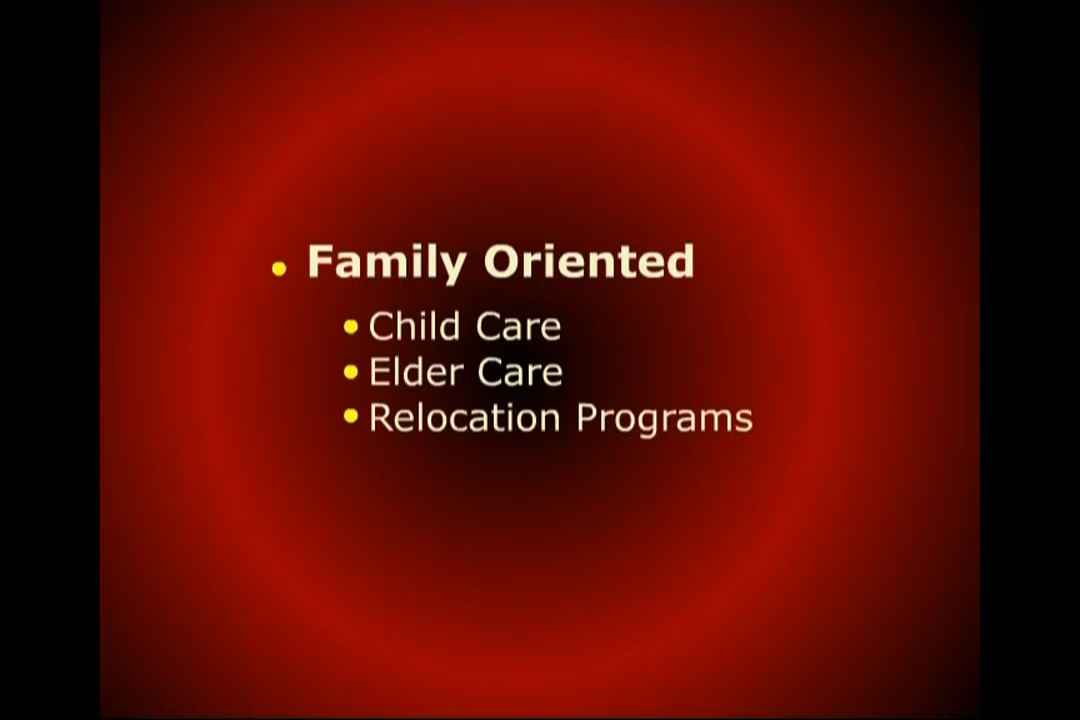 • Family Oriented
• Child Care
• Elder Care
• Relocation Programs